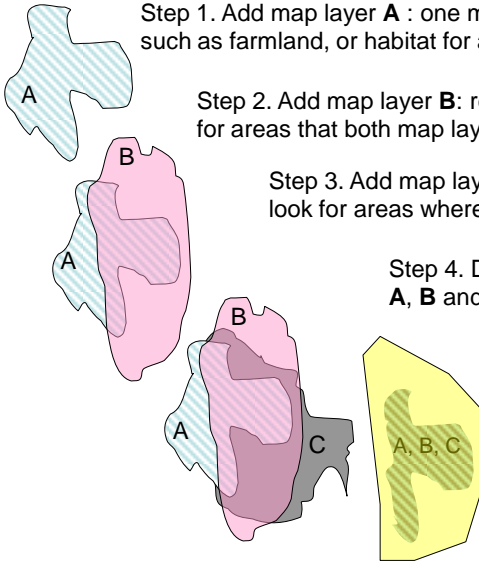 Step 1. Add map layer A : one m
such as farmland, or habitat for a
A
Step 2. Add map layer B: r
for areas that both map lay
B
A
Step 3. Add map lay
look for areas where
Step 4. D
A, B and
B
A
C
A, B, C